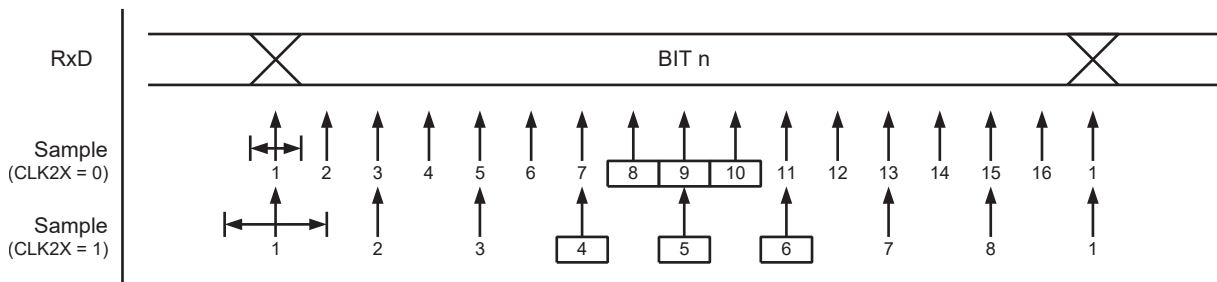 RxD
BIT n
Sample
(CLK2X = 0)
1 2 3 4 5 6 7 8 9 10 11 12 13 14 15 16 1
Sample
(CLK2X = 1)
1 2 3 4 5 6 7 8 1